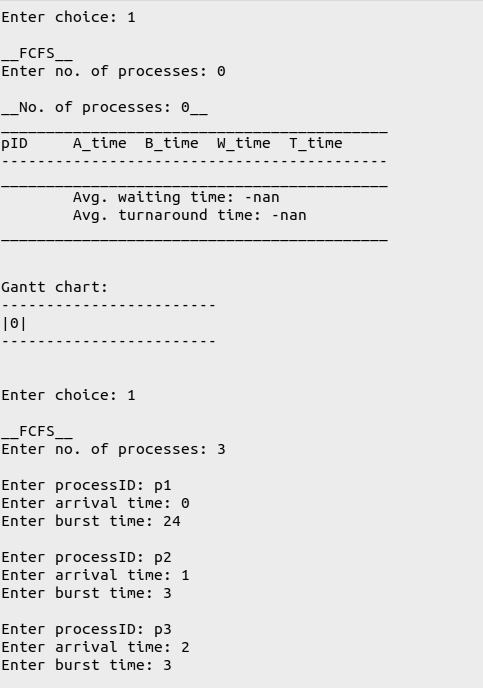 Enter choice: 1
__FCFS__
Enter no. of processes: 0
__No. of processes: 0__
___________________________________________
pID     A_time  B_time  W_time  T_time
-------------------------------------------
___________________________________________
        Avg. waiting time: -nan
        Avg. turnaround time: -nan
___________________________________________
Gantt chart:
------------------------
|0|
------------------------
Enter choice: 1
__FCFS__
Enter no. of processes: 3
Enter processID: p1
Enter arrival time: 0
Enter burst time: 24
Enter processID: p2
Enter arrival time: 1
Enter burst time: 3
Enter processID: p3
Enter arrival time: 2
Enter burst time: 3